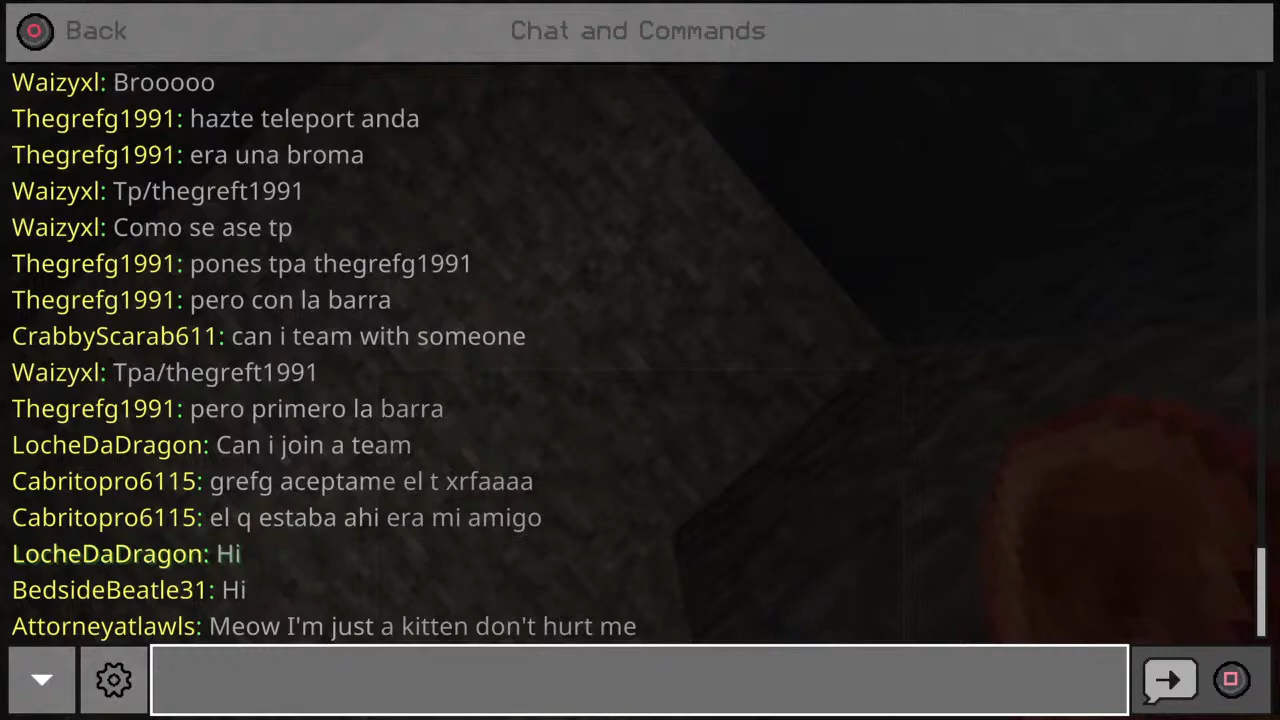 Back
Chat and Commands
Waizyxl: Brooooo
Thegrefg1991: hazte teleport anda
Thegrefg1991: era una broma
Waizyxl: Tp/thegreft1991
Waizyxl: Como se ase tp
Thegrefg1991: pones tpa thegrefg1991
Thegrefg1991: pero con la barra
CrabbyScarab611: can i team with someone
Waizyxl: Tpa/thegreft1991
Thegrefg1991: pero primero la barra
LocheDaDragon: Can i join a team
Cabritopro6115: grefg aceptame el t xrfaaaa
Cabritopro6115: el q estaba ahi era mi amigo
LocheDaDragon: Hi
BedsideBeatle31: Hi
Attorneyatlawls: Meow I'm just a kitten don't hurt me